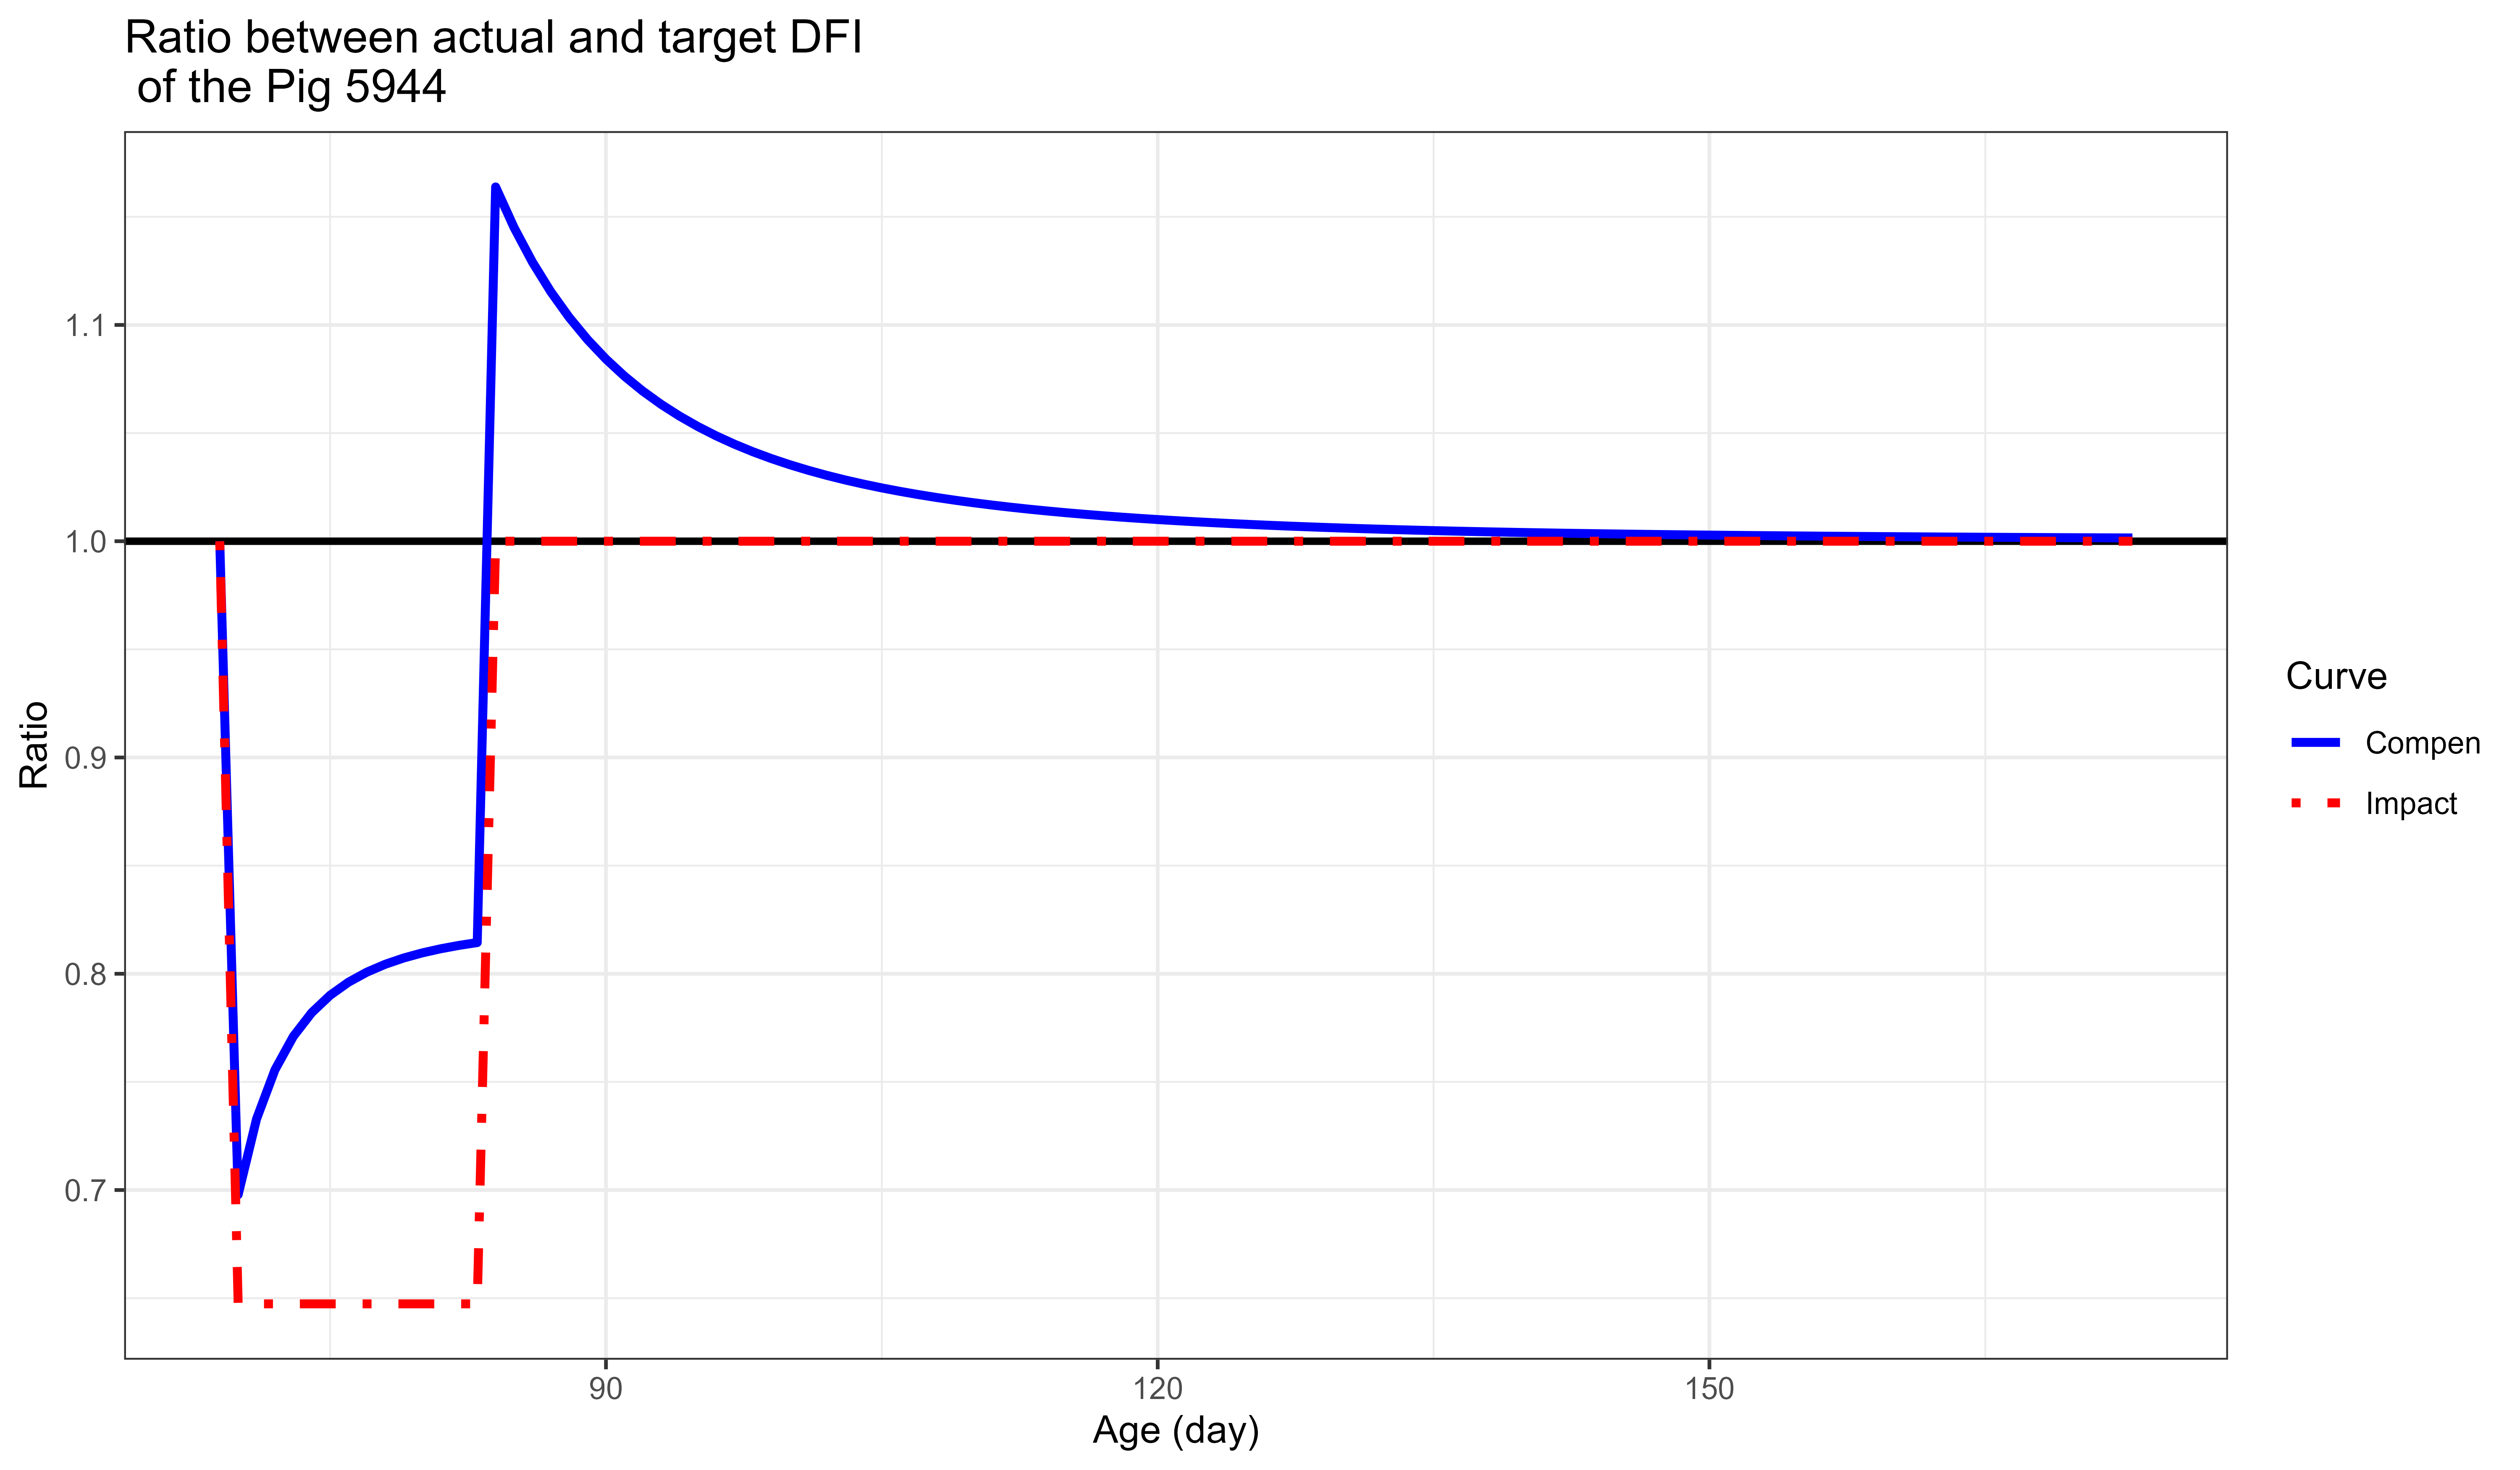 Ratio between actual and target DFI
of the Pig 5944
1.1
1.0
0.9
0.8
0.7
Ratio
90
120
150
Age (day)
Curve
Compen
Impact